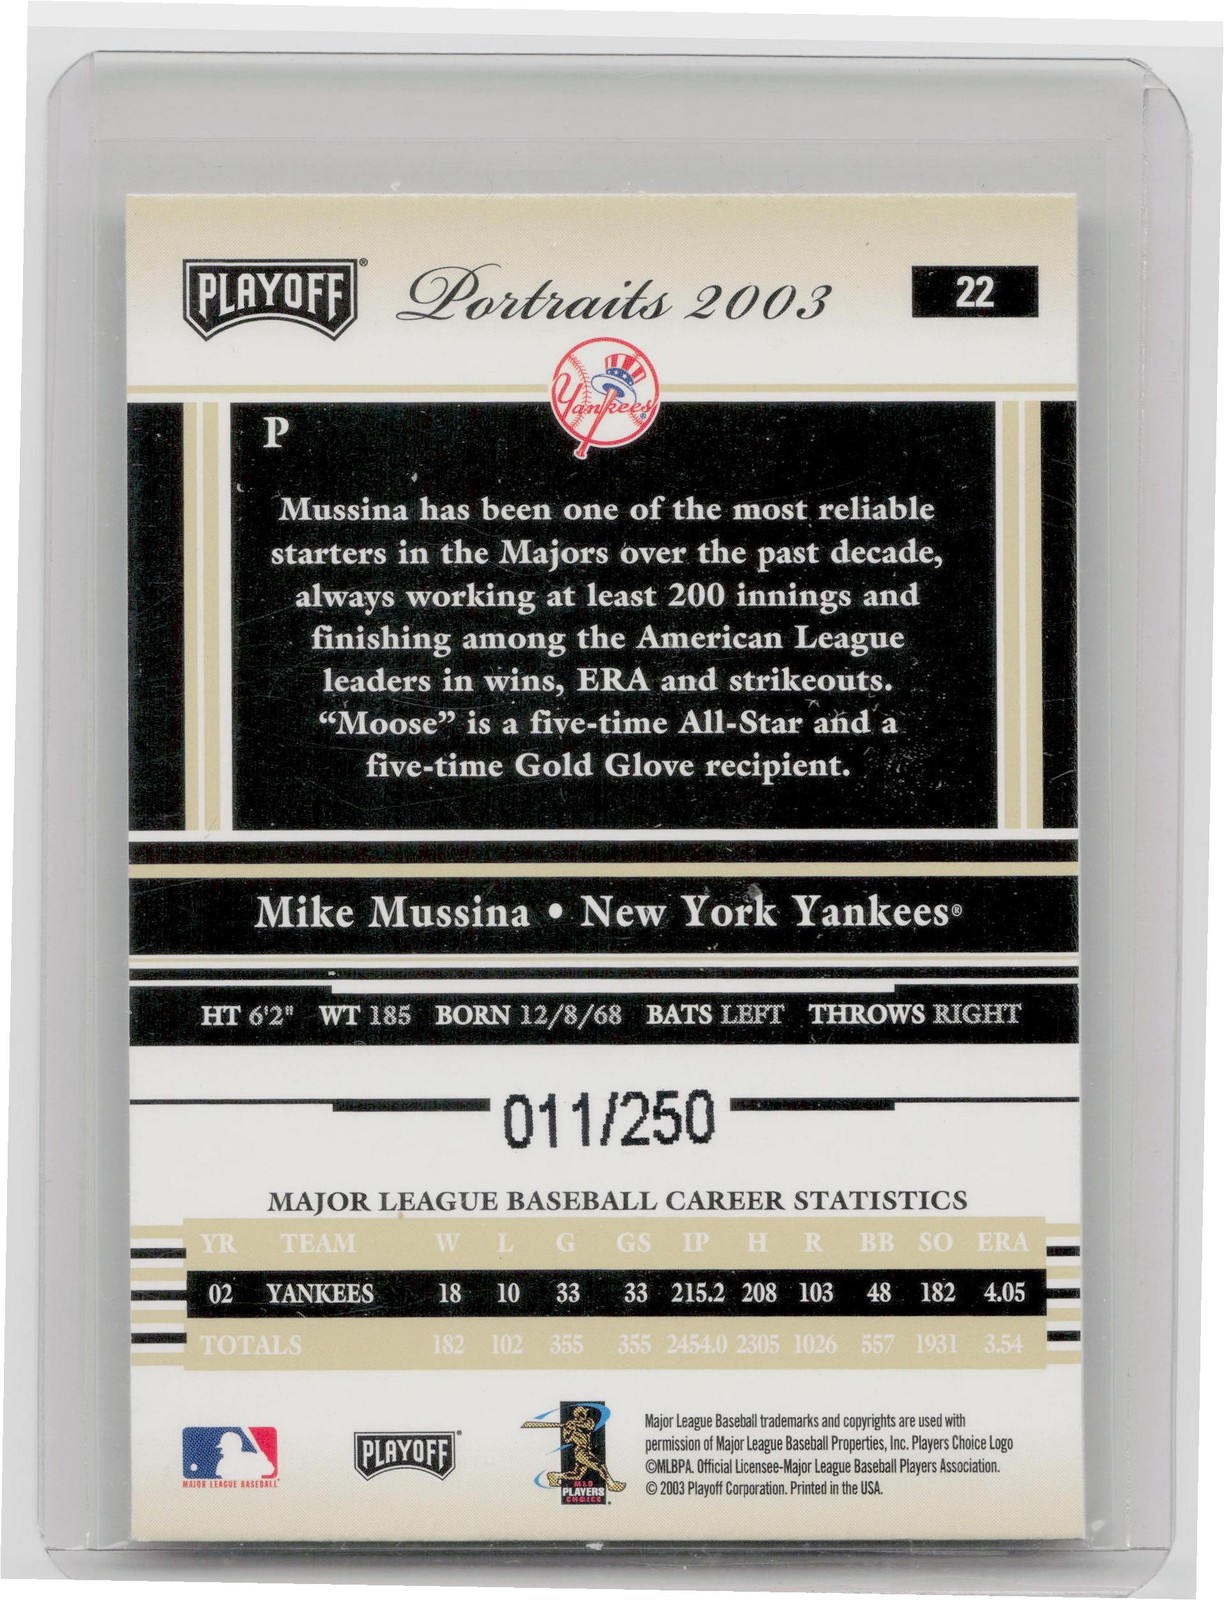 PLAYOFF® Portraits 2003 22
Yankees®
P
Mussina has been one of the most reliable
starters in the Majors over the past decade,
always working at least 200 innings and
finishing among the American League
leaders in wins, ERA and strikeouts.
“Moose” is a five-time All-Star and a
five-time Gold Glove recipient.
Mike Mussina • New York Yankees®
HT 6'2" WT 185 BORN 12/8/68 BATS LEFT THROWS RIGHT
011/250
MAJOR LEAGUE BASEBALL CAREER STATISTICS
YR TEAM W L G GS IP H R BB SO ERA
02 YANKEES 18 10 33 33 215.2 208 103 48 182 4.05
TOTALS 182 102 355 355 2454.0 2305 1026 557 1931 3.54
MAJOR LEAGUE BASEBALL
PLAYOFF®
MLB
PLAYERS
CHOICE
Major League Baseball trademarks and copyrights are used with
permission of Major League Baseball Properties, Inc. Players Choice Logo
©MLBPA. Official Licensee-Major League Baseball Players Association.
© 2003 Playoff Corporation. Printed in the USA.